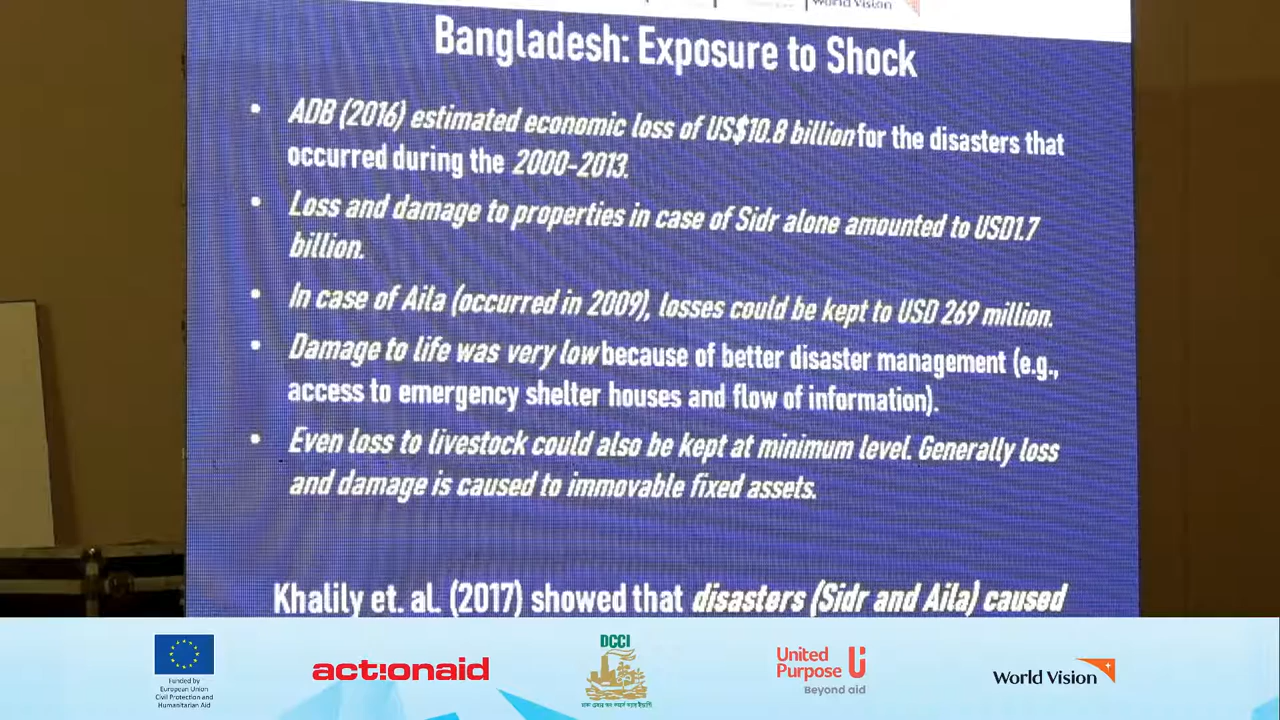 World Vision
Bangladesh: Exposure to Shock
• ADB (2016) estimated economic loss of US$10.8 billion for the disasters that
occurred during the 2000-2013.
• Loss and damage to properties in case of Sidr alone amounted to USD1.7
billion.
• In case of Aila (occurred in 2009), losses could be kept to USD 269 million.
• Damage to life was very low because of better disaster management (e.g.,
access to emergency shelter houses and flow of information).
• Even loss to livestock could also be kept at minimum level. Generally loss
and damage is caused to immovable fixed assets.
Khalily et. al. (2017) showed that disasters (Sidr and Aila) caused
Funded by
European Union
Civil Protection and
Humanitarian Aid
act!onaid
DCCI
United
Purpose
Beyond aid
World Vision